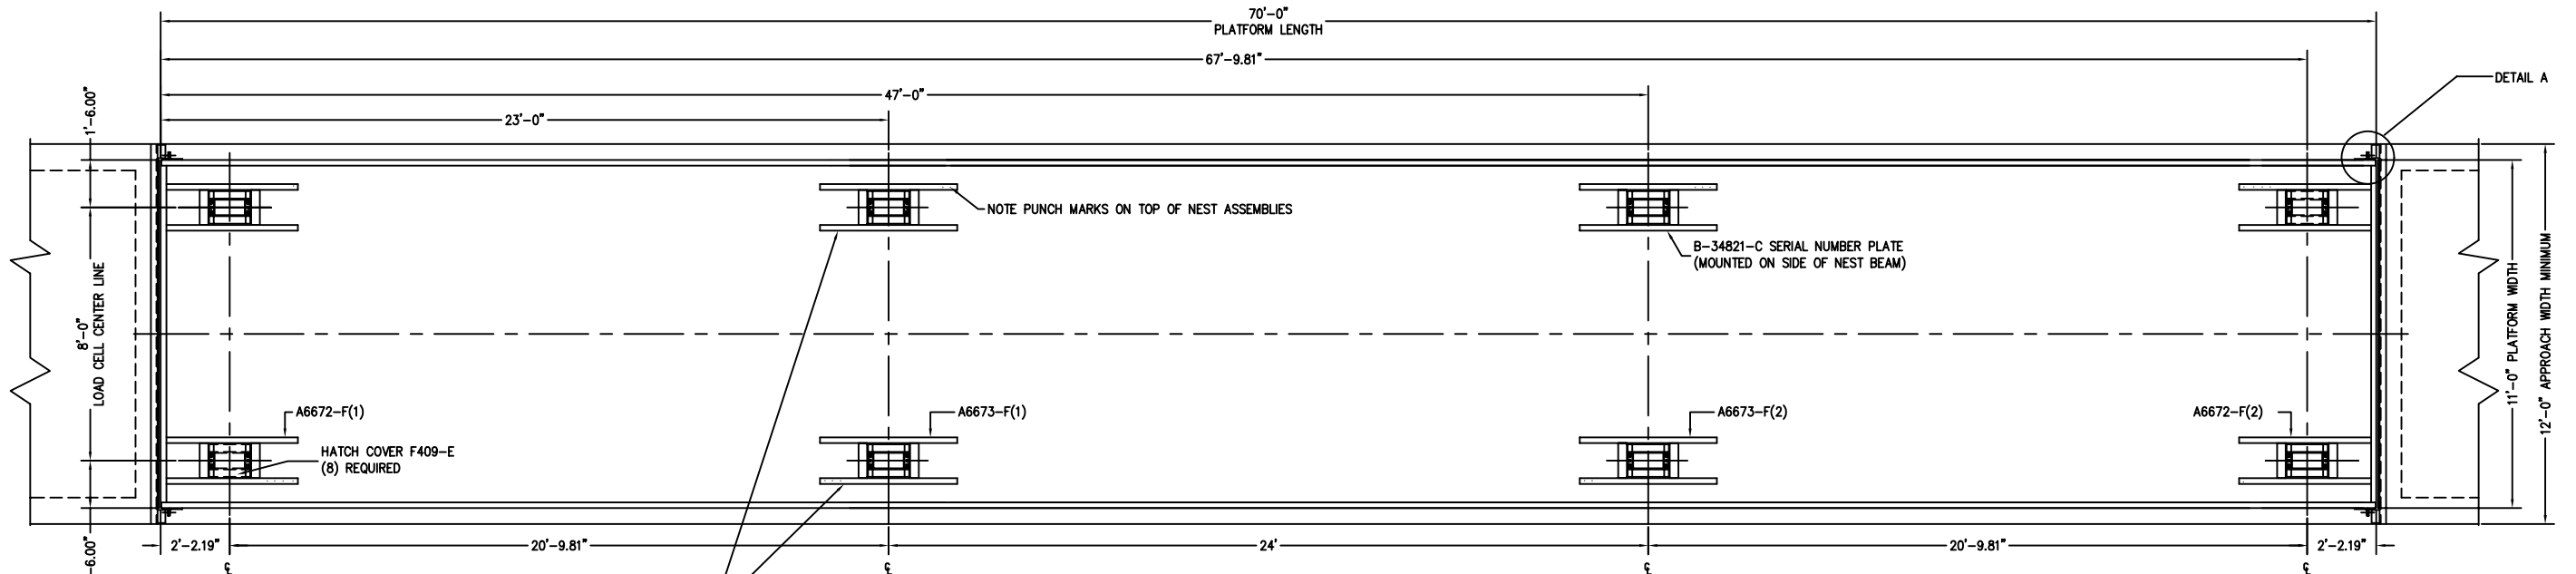 70'-0"
PLATFORM LENGTH
67'-9.81"
47'-0"
23'-0"
DETAIL A
1'-6.00"
NOTE PUNCH MARKS ON TOP OF NEST ASSEMBLIES
B-34821-C SERIAL NUMBER PLATE
(MOUNTED ON SIDE OF NEST BEAM)
8'-0"
LOAD CELL CENTER LINE
11'-0" PLATFORM WIDTH
12'-0" APPROACH WIDTH MINIMUM
A6672-F(1)
A6673-F(1)
A6673-F(2)
A6672-F(2)
HATCH COVER F409-E
(8) REQUIRED
-6.00"
2'-2.19"
20'-9.81"
24'
20'-9.81"
2'-2.19"
℄
℄
℄
℄